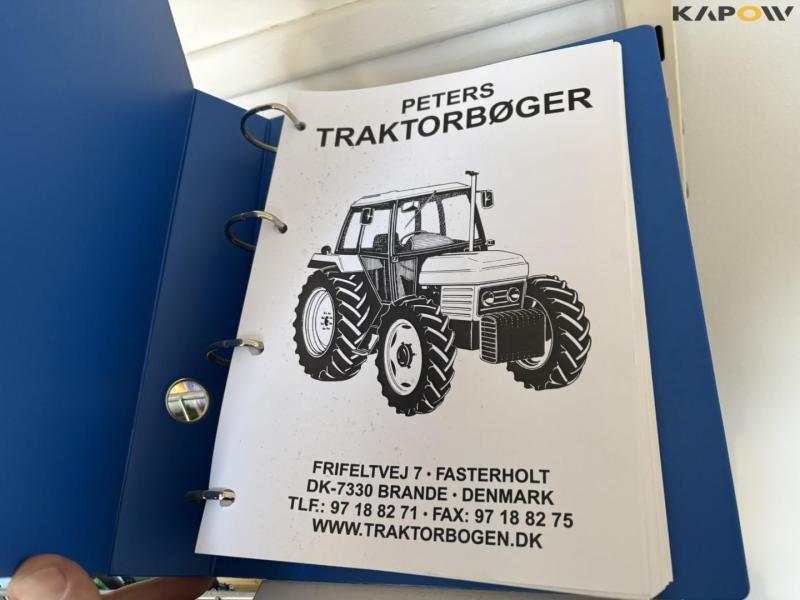 KAPOW
PETERS
TRAKTORBØGER
FRIFELTVEJ 7 · FASTERHOLT
DK-7330 BRANDE · DENMARK
TLF.: 97 18 82 71 · FAX: 97 18 82 75
WWW.TRAKTORBOGEN.DK